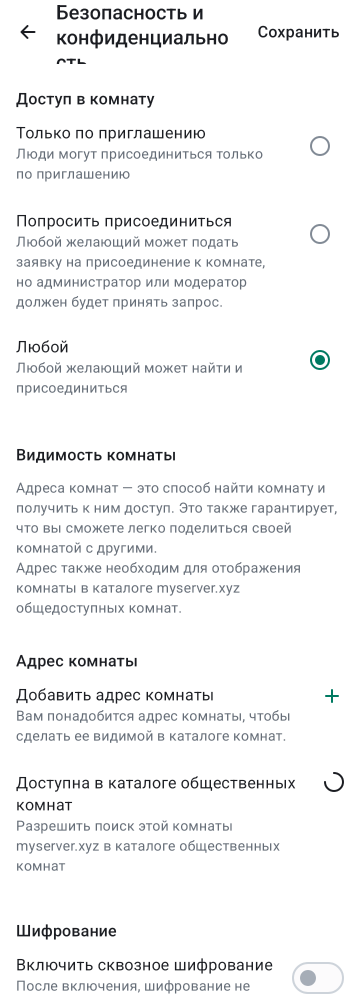 Безопасность и
конфиденциально
сть
Сохранить
Доступ в комнату
Только по приглашению
Люди могут присоединиться только
по приглашению
Попросить присоединиться
Любой желающий может подать
заявку на присоединение к комнате,
но администратор или модератор
должен будет принять запрос.
Любой
Любой желающий может найти и
присоединиться
Видимость комнаты
Адреса комнат — это способ найти комнату и
получить к ним доступ. Это также гарантирует,
что вы сможете легко поделиться своей
комнатой с другими.
Адрес также необходим для отображения
комнаты в каталоге myserver.xyz
общедоступных комнат.
Адрес комнаты
Добавить адрес комнаты
Вам понадобится адрес комнаты, чтобы
сделать ее видимой в каталоге комнат.
Доступна в каталоге общественных
комнат
Разрешить поиск этой комнаты
myserver.xyz в каталоге общественных
комнат
Шифрование
Включить сквозное шифрование
После включения, шифрование не